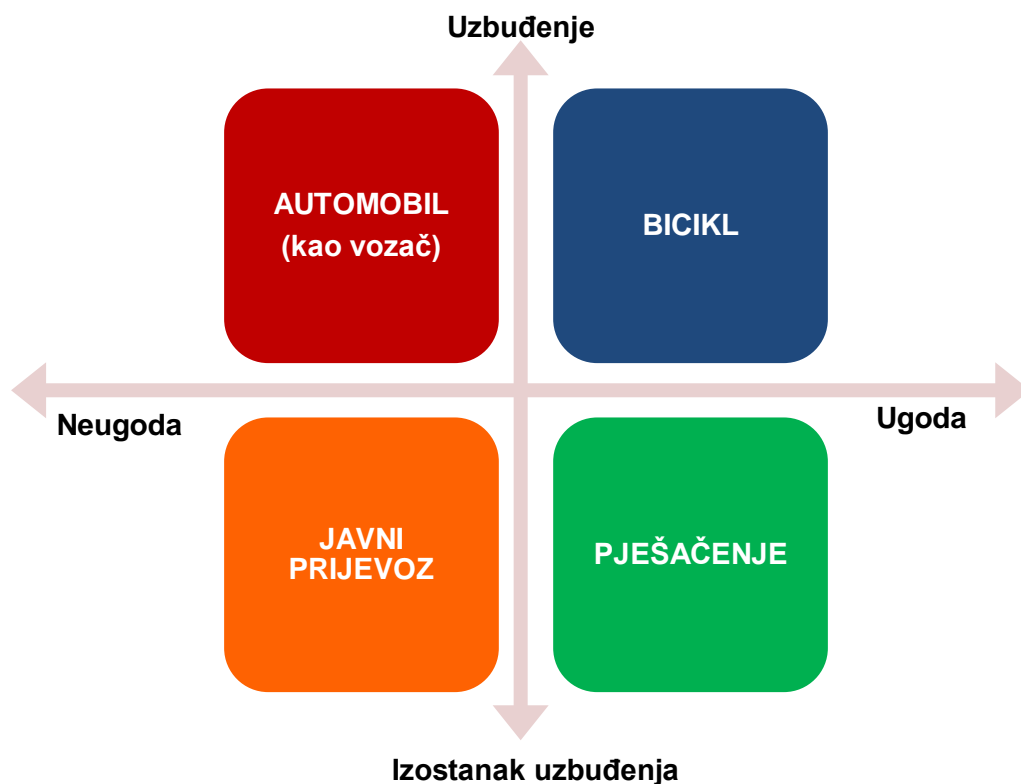 Uzbuđenje
AUTOMOBIL
(kao vozač)
BICIKL
Neugoda
Ugoda
JAVNI
PRIJEVOZ
PJEŠAČENJE
Izostanak uzbuđenja